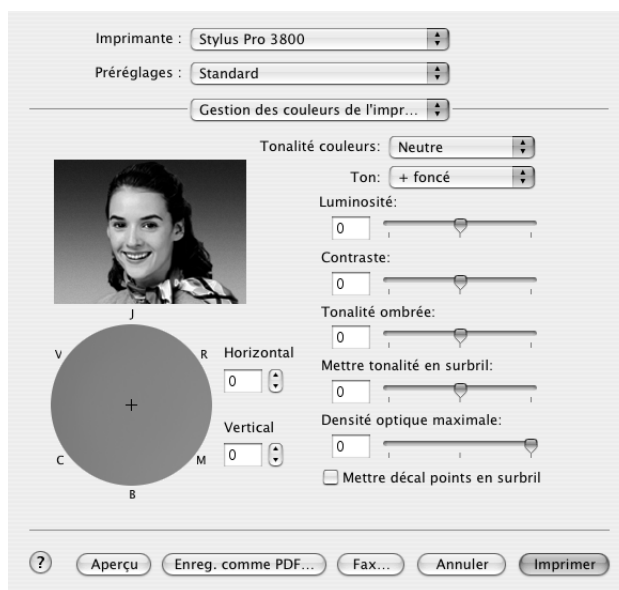 Imprimante : Stylus Pro 3800
Préréglages : Standard
Gestion des couleurs de l'impr...
Tonalité couleurs: Neutre
Ton: + foncé
Luminosité:
0
Contraste:
0
Tonalité ombrée:
0
Mettre tonalité en surbril:
0
Densité optique maximale:
0
Mettre décal points en surbril
J
V R
C M
B
Horizontal
0
Vertical
0
? Aperçu Enreg. comme PDF... Fax... Annuler Imprimer